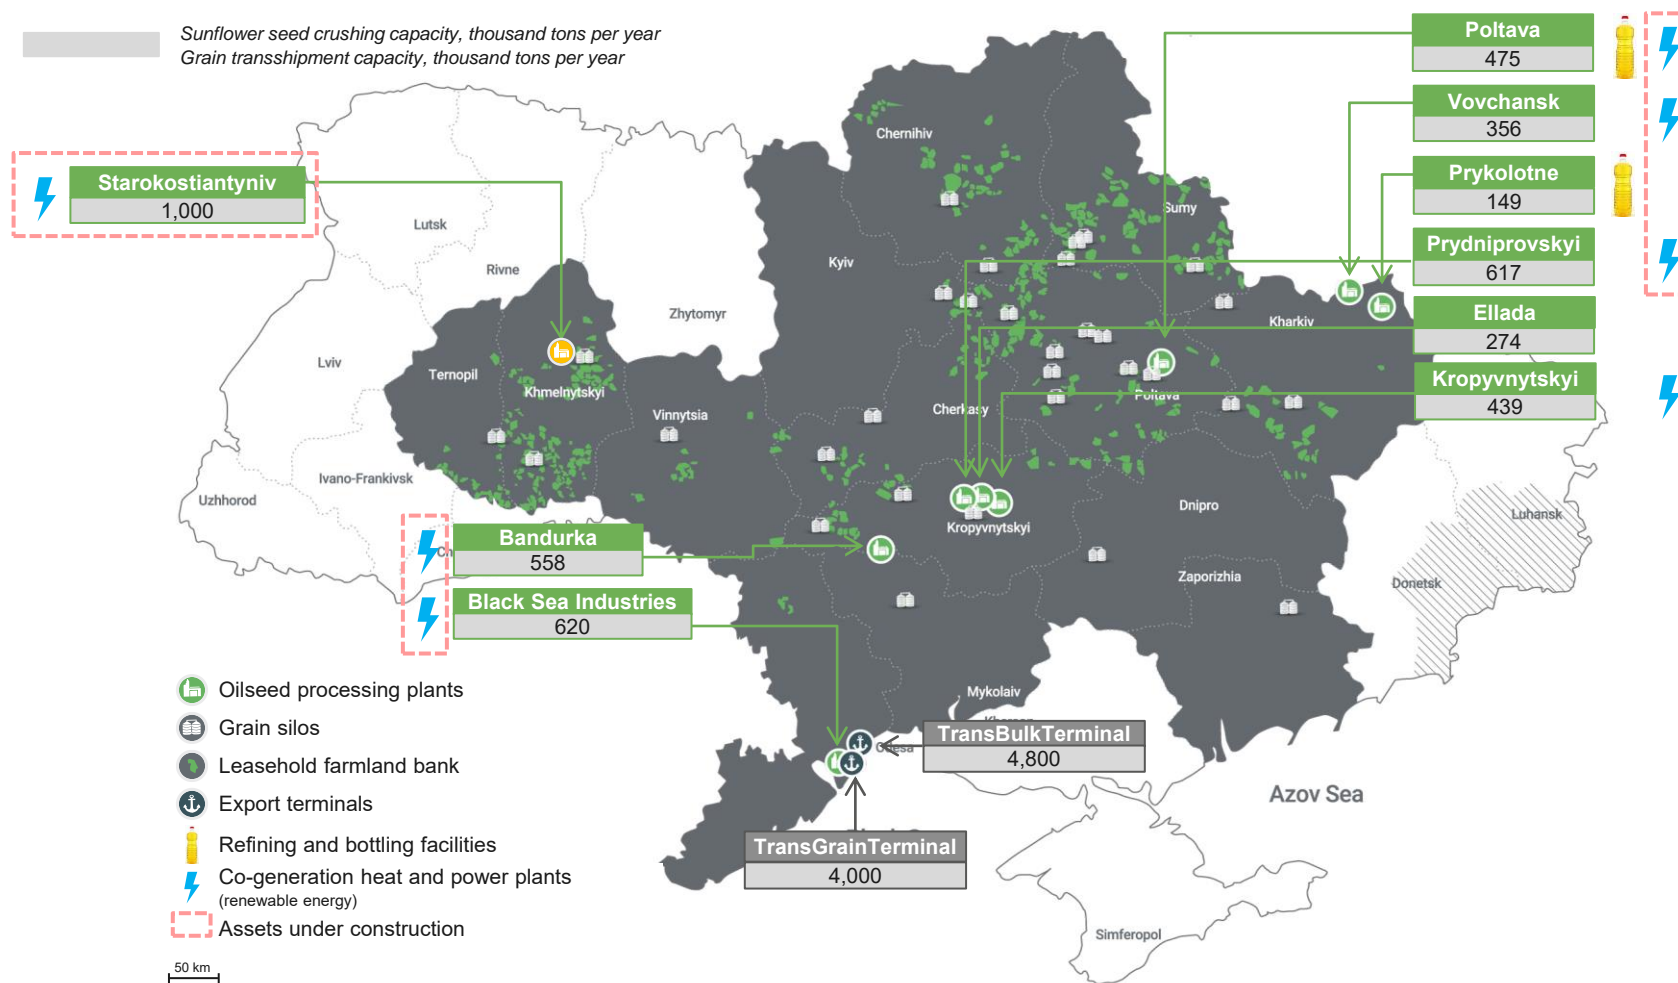 Sunflower seed crushing capacity, thousand tons per year
Grain transshipment capacity, thousand tons per year
Poltava
475
Vovchansk
356
Prykolotne
149
Prydniprovskyi
617
Ellada
274
Kropyvnytskyi
439
Starokostiantyniv
1,000
Chernihiv
Sumy
Lutsk
Rivne
Kyiv
Zhytomyr
Kharkiv
Lviv
Ternopil
Khmelnytskyi
Vinnytsia
Cherkasy
Poltava
Ivano-Frankivsk
Uzhhorod
Kropyvnytskyi
Dnipro
Luhansk
Zaporizhia
Donetsk
Bandurka
558
Black Sea Industries
620
Mykolaiv
Odesa
TransBulkTerminal
4,800
TransGrainTerminal
4,000
Azov Sea
Simferopol
Oilseed processing plants
Grain silos
Leasehold farmland bank
Export terminals
Refining and bottling facilities
Co-generation heat and power plants
(renewable energy)
Assets under construction
50 km